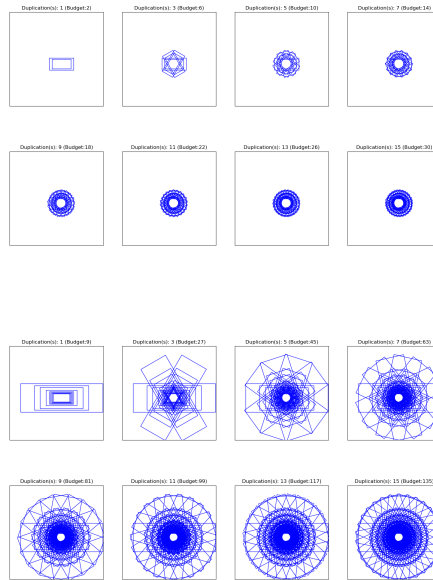 Duplication(s): 1 (Budget:2)
Duplication(s): 3 (Budget:6)
Duplication(s): 5 (Budget:10)
Duplication(s): 7 (Budget:14)
Duplication(s): 9 (Budget:18)
Duplication(s): 11 (Budget:22)
Duplication(s): 13 (Budget:26)
Duplication(s): 15 (Budget:30)
Duplication(s): 1 (Budget:9)
Duplication(s): 3 (Budget:27)
Duplication(s): 5 (Budget:45)
Duplication(s): 7 (Budget:63)
Duplication(s): 9 (Budget:81)
Duplication(s): 11 (Budget:99)
Duplication(s): 13 (Budget:117)
Duplication(s): 15 (Budget:135